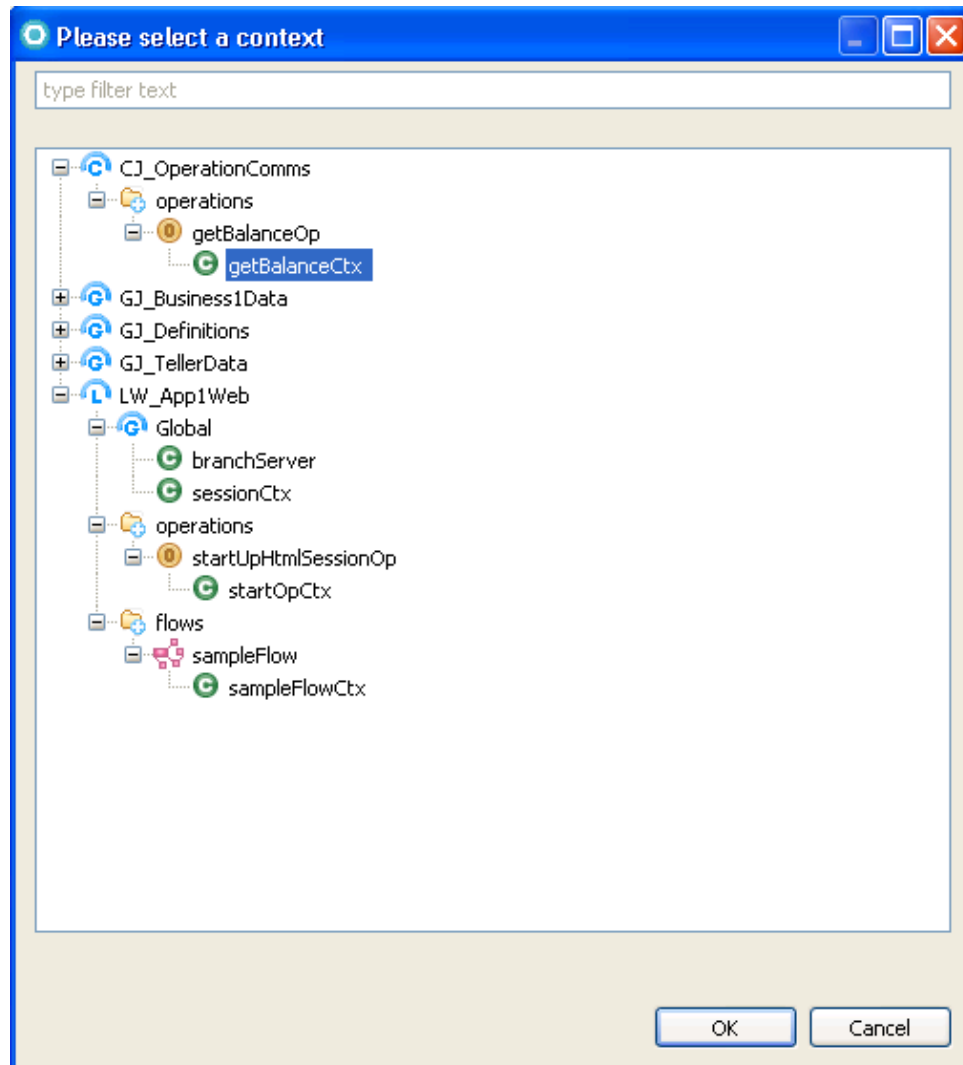 Please select a context
type filter text
C CJ_OperationComms
operations
O getBalanceOp
C getBalanceCtx
G GJ_Business1Data
G GJ_Definitions
G GJ_TellerData
L LW_App1Web
G Global
C branchServer
C sessionCtx
operations
O startUpHtmlSessionOp
C startOpCtx
flows
sampleFlow
C sampleFlowCtx
OK Cancel